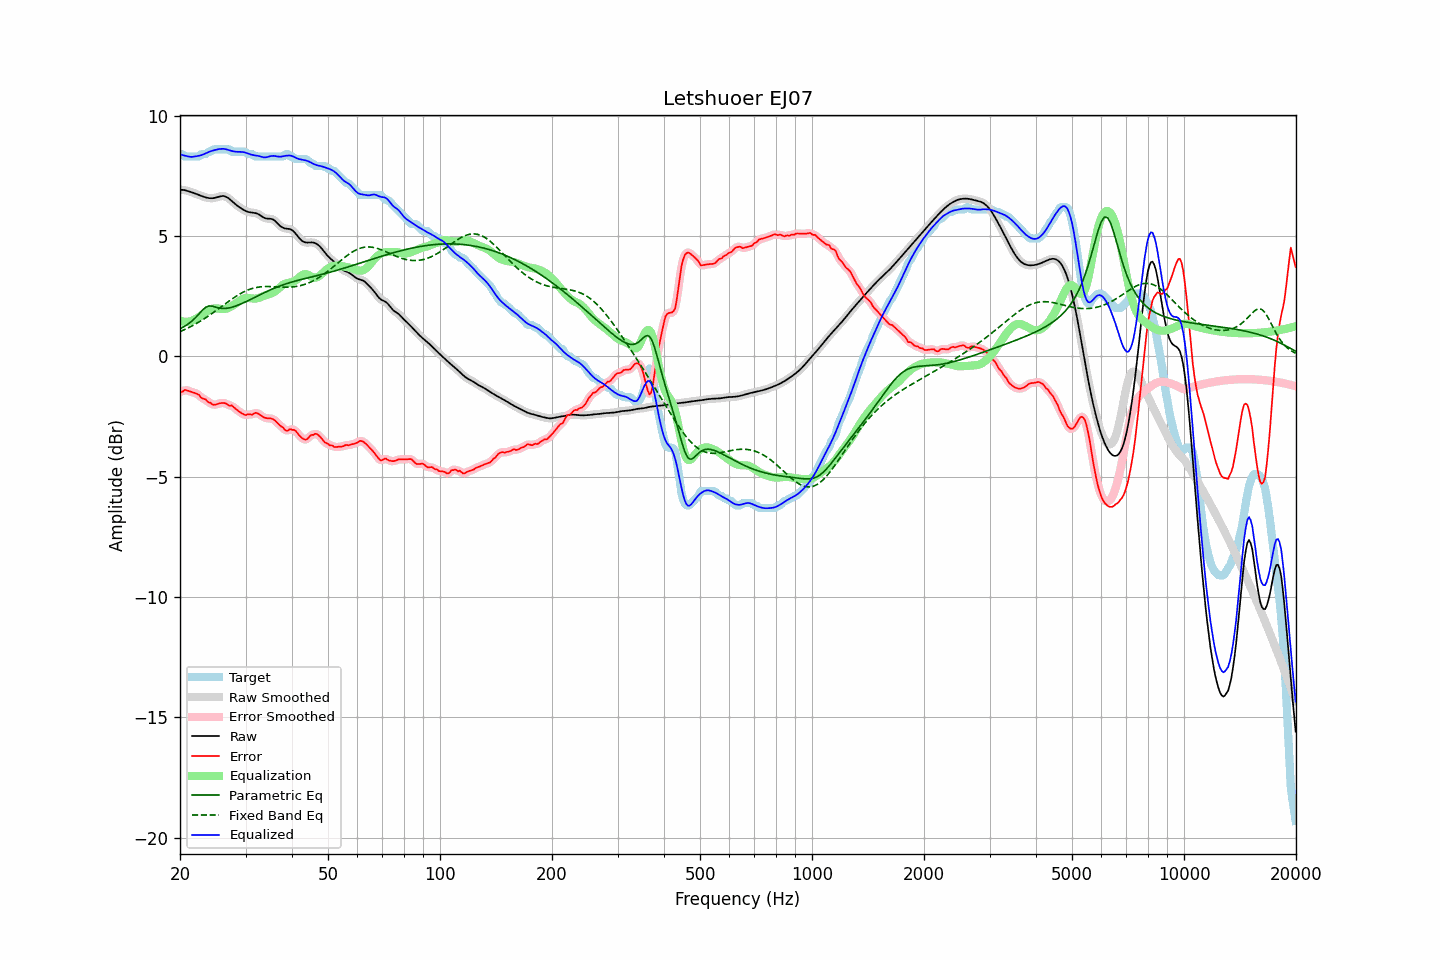 Letshuoer EJ07
Amplitude (dBr)
10
5
0
−5
−10
−15
−20
Target
Raw Smoothed
Error Smoothed
Raw
Error
Equalization
Parametric Eq
Fixed Band Eq
Equalized
20 50 100 200 500 1000 2000 5000 10000 20000
Frequency (Hz)